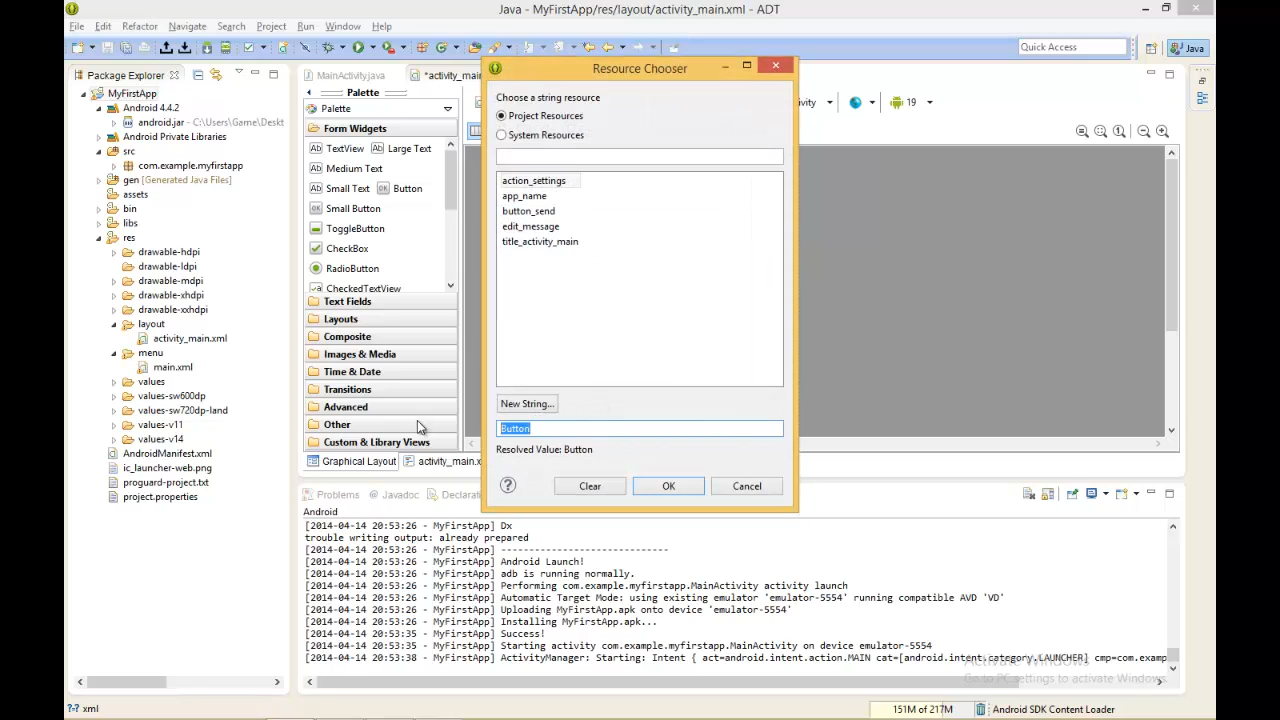 Java - MyFirstApp/res/layout/activity_main.xml - ADT
File Edit Refactor Navigate Search Project Run Window Help
Quick Access
Java
Package Explorer
MyFirstApp
Android 4.4.2
android.jar - C:\Users\Game\Deskt
Android Private Libraries
src
com.example.myfirstapp
gen [Generated Java Files]
assets
bin
libs
res
drawable-hdpi
drawable-ldpi
drawable-mdpi
drawable-xhdpi
drawable-xxhdpi
layout
activity_main.xml
menu
main.xml
values
values-sw600dp
values-sw720dp-land
values-v11
values-v14
AndroidManifest.xml
ic_launcher-web.png
proguard-project.txt
project.properties
MainActivity.java
*activity_main
Palette
Palette
Form Widgets
TextView Large Text
Medium Text
Small Text Button
Small Button
ToggleButton
CheckBox
RadioButton
CheckedTextView
Text Fields
Layouts
Composite
Images & Media
Time & Date
Transitions
Advanced
Other
Custom & Library Views
Graphical Layout
activity_main.x
ivity
19
Resource Chooser
Choose a string resource
Project Resources
System Resources
action_settings
app_name
button_send
edit_message
title_activity_main
New String...
Button
Resolved Value: Button
Clear OK Cancel
Problems Javadoc Declarati
Android
[2014-04-14 20:53:26 - MyFirstApp] Dx
trouble writing output: already prepared
[2014-04-14 20:53:26 - MyFirstApp] ------------------------------
[2014-04-14 20:53:26 - MyFirstApp] Android Launch!
[2014-04-14 20:53:26 - MyFirstApp] adb is running normally.
[2014-04-14 20:53:26 - MyFirstApp] Performing com.example.myfirstapp.MainActivity activity launch
[2014-04-14 20:53:26 - MyFirstApp] Automatic Target Mode: using existing emulator 'emulator-5554' running compatible AVD 'VD'
[2014-04-14 20:53:26 - MyFirstApp] Uploading MyFirstApp.apk onto device 'emulator-5554'
[2014-04-14 20:53:26 - MyFirstApp] Installing MyFirstApp.apk...
[2014-04-14 20:53:35 - MyFirstApp] Success!
[2014-04-14 20:53:35 - MyFirstApp] Starting activity com.example.myfirstapp.MainActivity on device emulator-5554
[2014-04-14 20:53:38 - MyFirstApp] ActivityManager: Starting: Intent { act=android.intent.action.MAIN cat=[android.intent.category.LAUNCHER] cmp=com.examp
Activate Windows
Go to PC settings to activate Windows.
xml
151M of 217M
Android SDK Content Loader